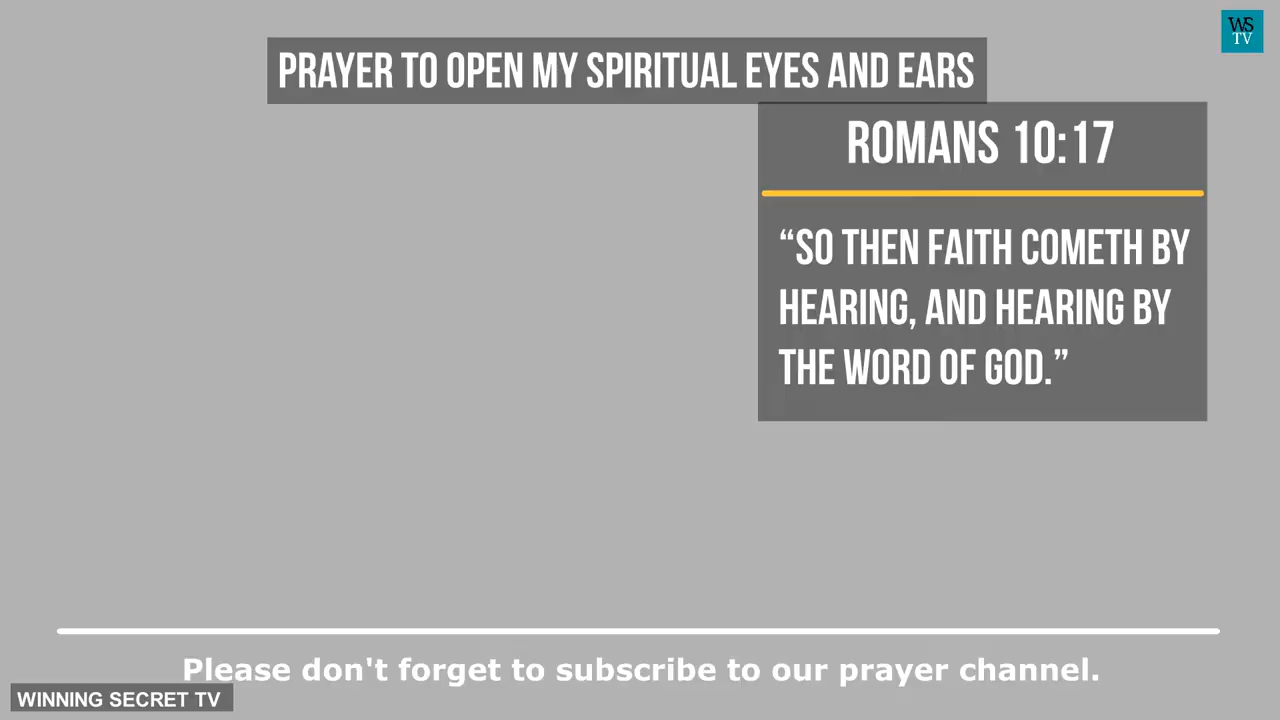 WS
TV
PRAYER TO OPEN MY SPIRITUAL EYES AND EARS
ROMANS 10:17
“SO THEN FAITH COMETH BY
HEARING, AND HEARING BY
THE WORD OF GOD.”
Please don't forget to subscribe to our prayer channel.
WINNING SECRET TV